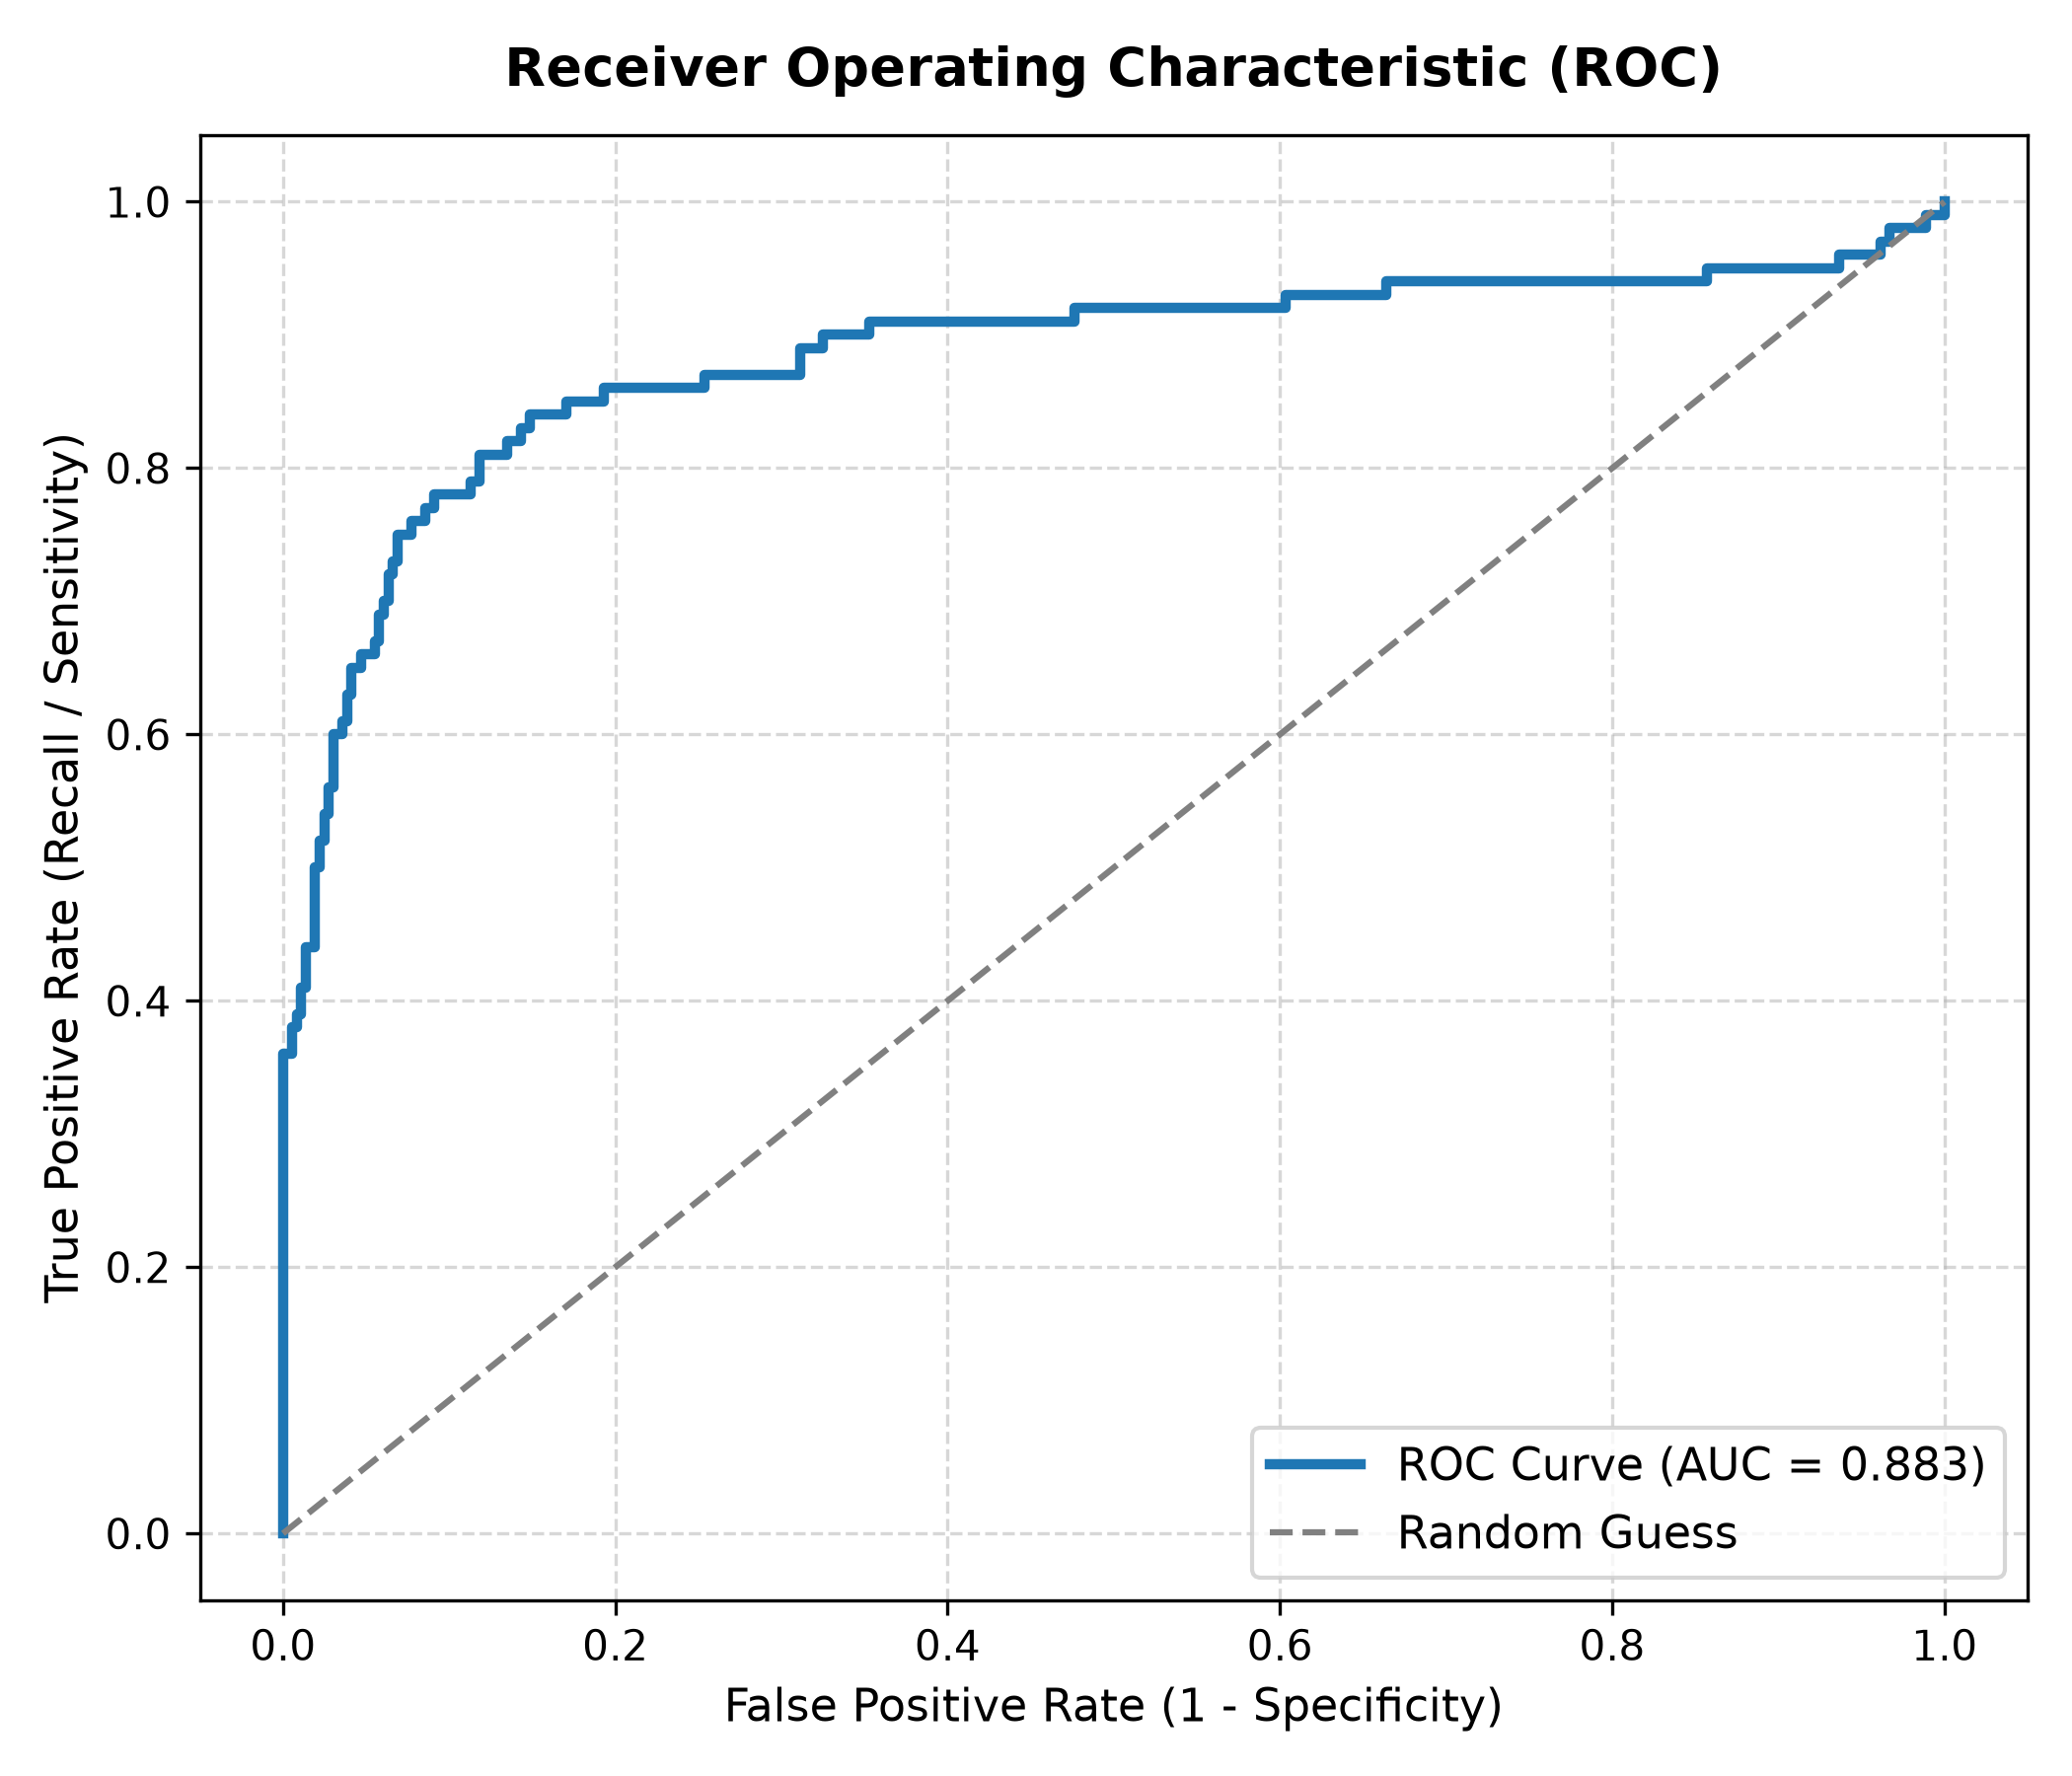 Receiver Operating Characteristic (ROC)
True Positive Rate (Recall / Sensitivity)
1.0
0.8
0.6
0.4
0.2
0.0
ROC Curve (AUC = 0.883)
Random Guess
0.0 0.2 0.4 0.6 0.8 1.0
False Positive Rate (1 - Specificity)